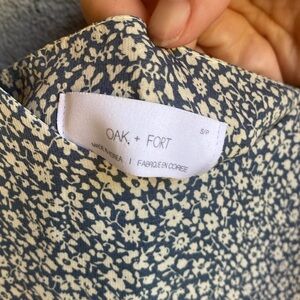 OAK + FORT
S/P
MADE IN KOREA | FABRIQUÉ EN CORÉE